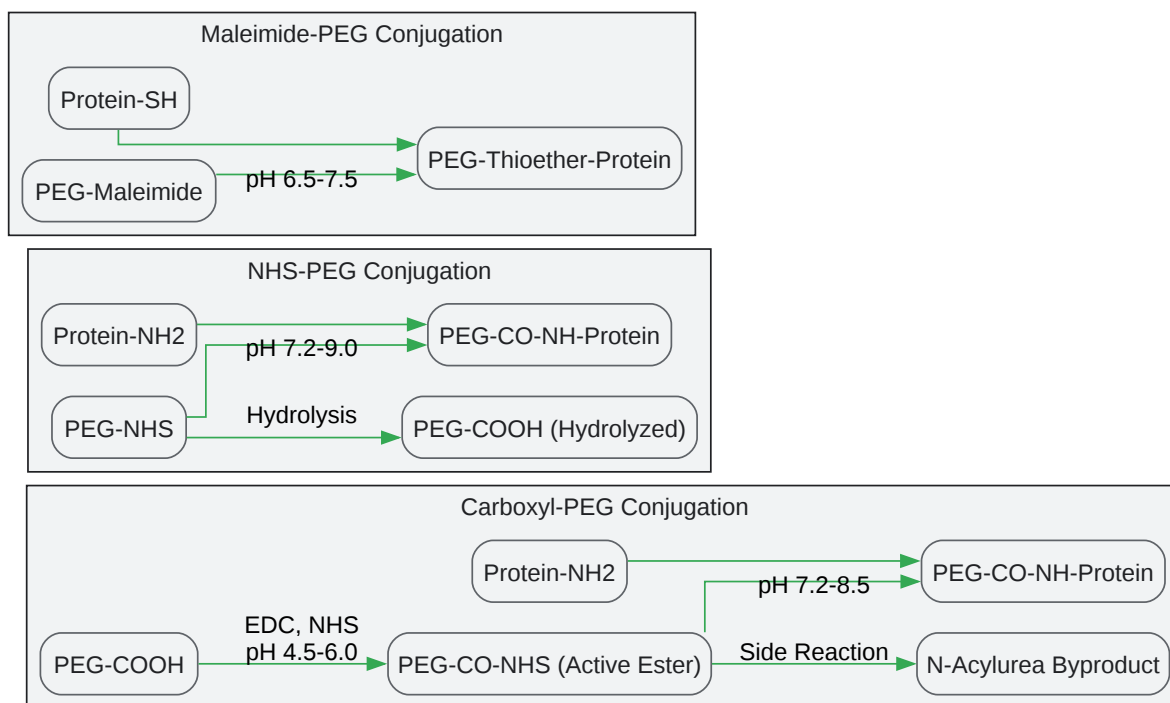 Maleimide-PEG Conjugation
Protein-SH
PEG-Maleimide
pH 6.5-7.5
PEG-Thioether-Protein
NHS-PEG Conjugation
Protein-NH2
pH 7.2-9.0
PEG-CO-NH-Protein
PEG-NHS
Hydrolysis
PEG-COOH (Hydrolyzed)
Carboxyl-PEG Conjugation
Protein-NH2
pH 7.2-8.5
PEG-CO-NH-Protein
PEG-COOH
EDC, NHS
pH 4.5-6.0
PEG-CO-NHS (Active Ester)
Side Reaction
N-Acylurea Byproduct